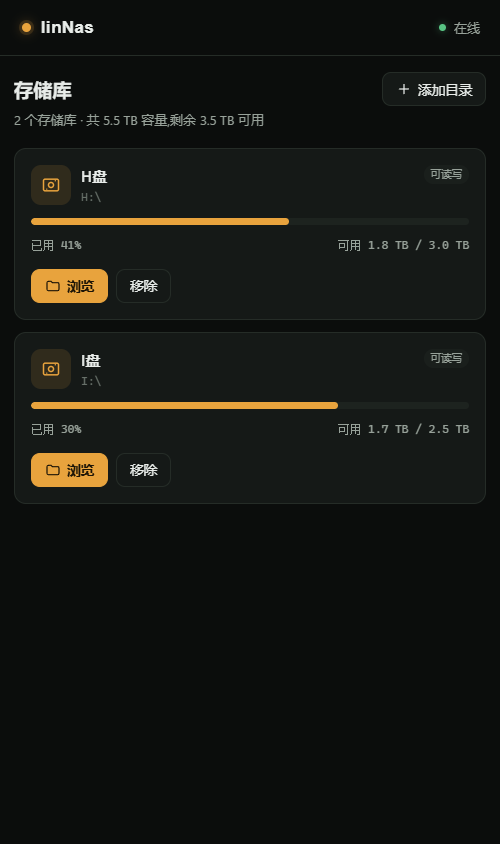 linNas
在线
存储库
+ 添加目录
2 个存储库 · 共 5.5 TB 容量,剩余 3.5 TB 可用
H盘
可读写
H:\
已用 41%
可用 1.8 TB / 3.0 TB
浏览
移除
I盘
可读写
I:\
已用 30%
可用 1.7 TB / 2.5 TB
浏览
移除